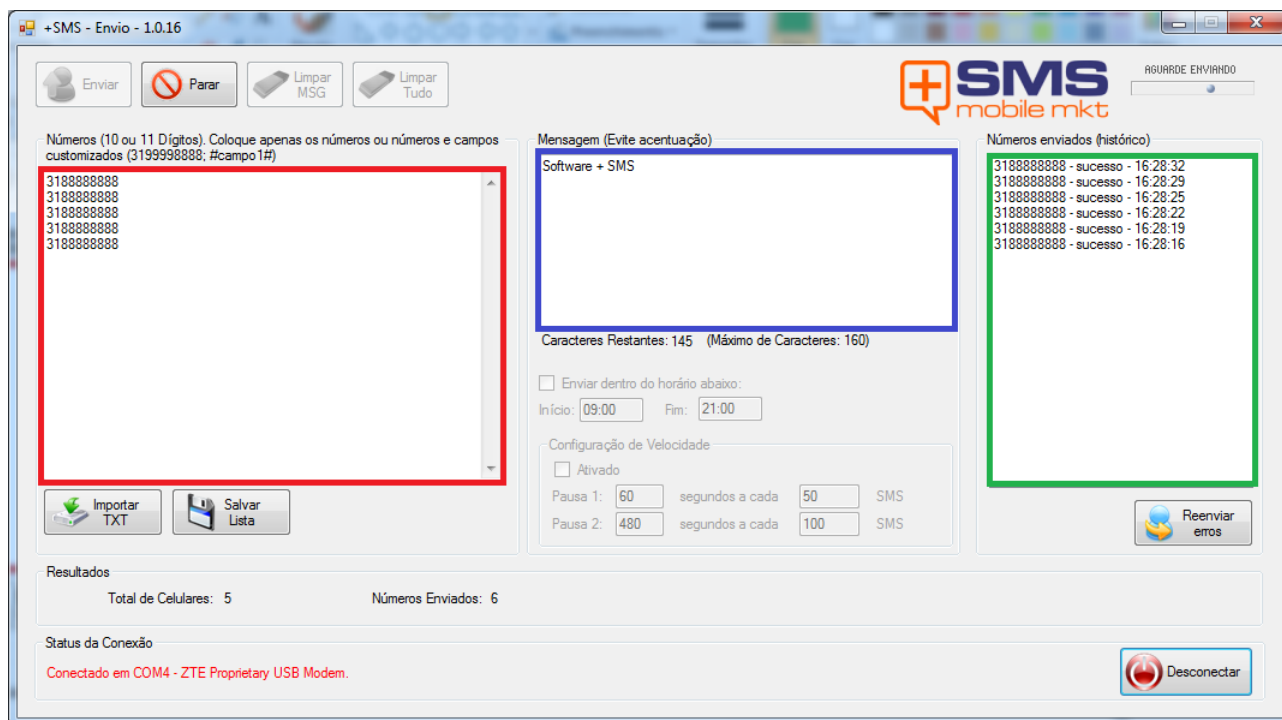 +SMS - Envio - 1.0.16
Enviar
Parar
Limpar
MSG
Limpar
Tudo
+SMS
mobile mkt
AGUARDE ENVIANDO
Números (10 ou 11 Dígitos). Coloque apenas os números ou números e campos
customizados (3199998888; #campo1#)
3188888888
3188888888
3188888888
3188888888
3188888888
Importar
TXT
Salvar
Lista
Mensagem (Evite acentuação)
Software + SMS
Caracteres Restantes: 145 (Máximo de Caracteres: 160)
Enviar dentro do horário abaixo:
Início: 09:00 Fim: 21:00
Configuração de Velocidade
Ativado
Pausa 1: 60 segundos a cada 50 SMS
Pausa 2: 480 segundos a cada 100 SMS
Números enviados (histórico)
3188888888 - sucesso - 16:28:32
3188888888 - sucesso - 16:28:29
3188888888 - sucesso - 16:28:25
3188888888 - sucesso - 16:28:22
3188888888 - sucesso - 16:28:19
3188888888 - sucesso - 16:28:16
Reenviar
erros
Resultados
Total de Celulares: 5 Números Enviados: 6
Status da Conexão
Conectado em COM4 - ZTE Proprietary USB Modem.
Desconectar